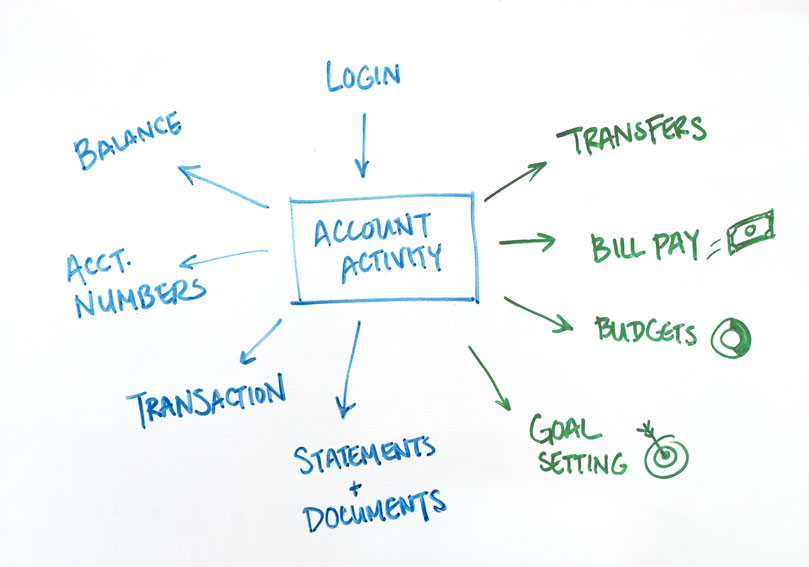 LOGIN
BALANCE
TRANSFERS
ACCOUNT
ACTIVITY
BILL PAY
ACCT.
NUMBERS
BUDGETS
TRANSACTION
GOAL
SETTING
STATEMENTS
+
DOCUMENTS